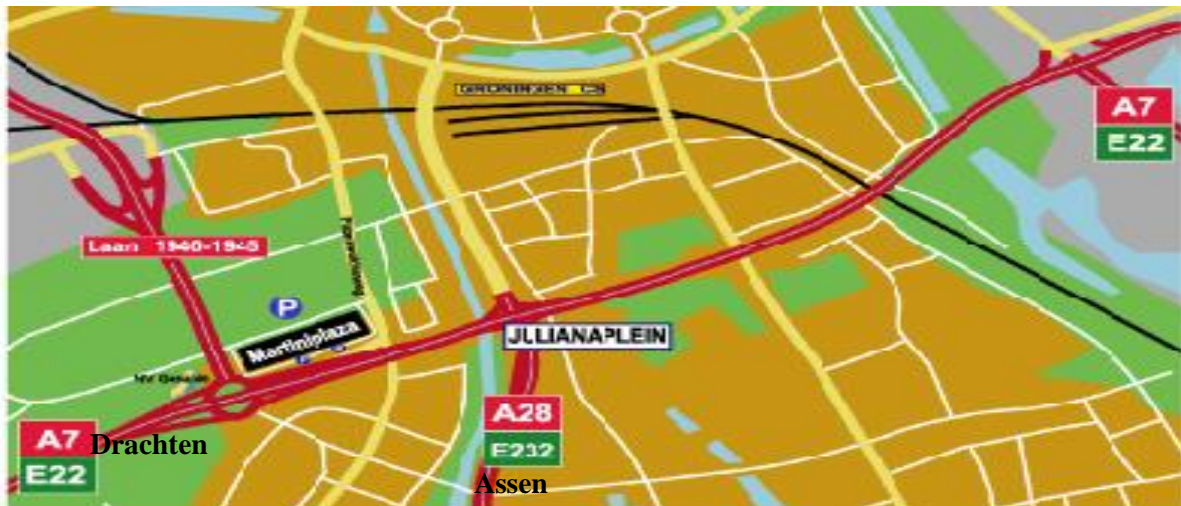 GRONINGEN CS
A7
E22
Laan 1940-1945
P
Martiniplaza
JULIANAPLEIN
A7
E22
Drachten
A28
E232
Assen